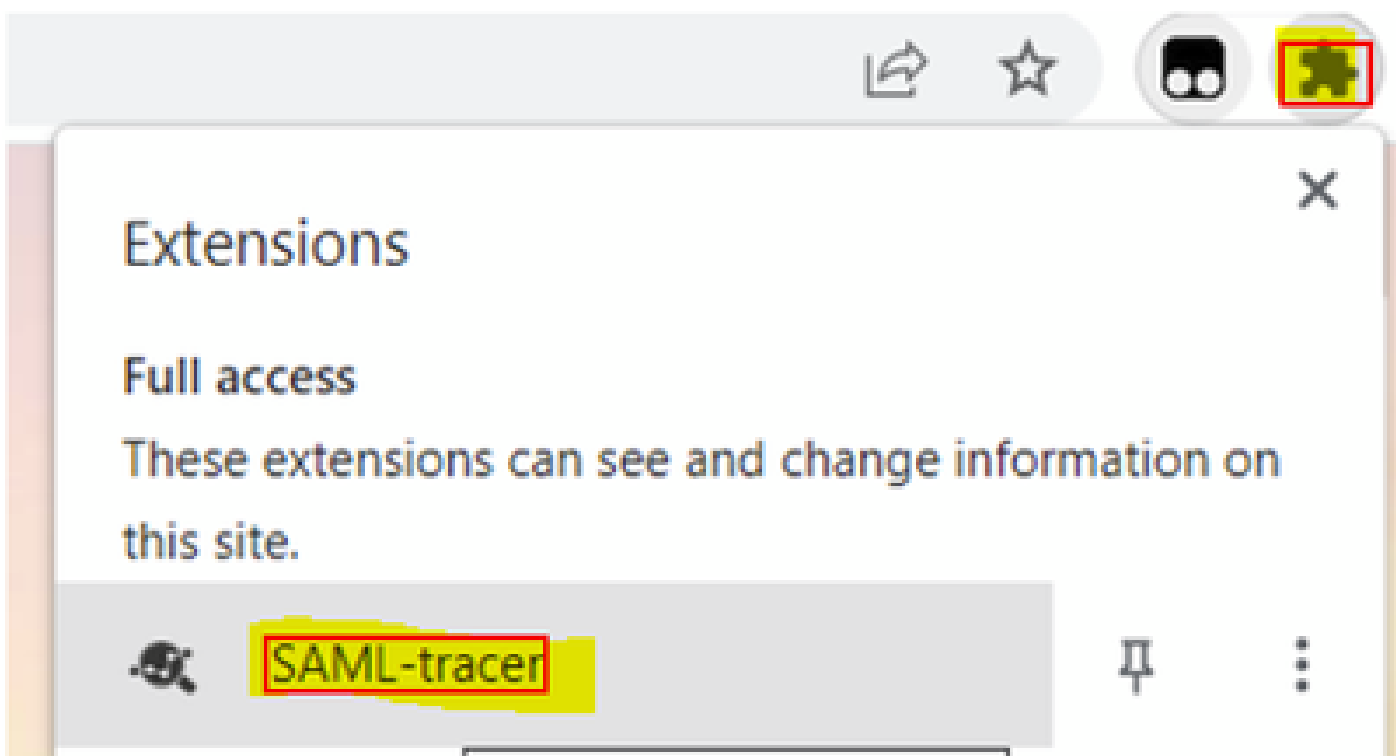 Extensions
Full access
These extensions can see and change information on
this site.
SAML-tracer